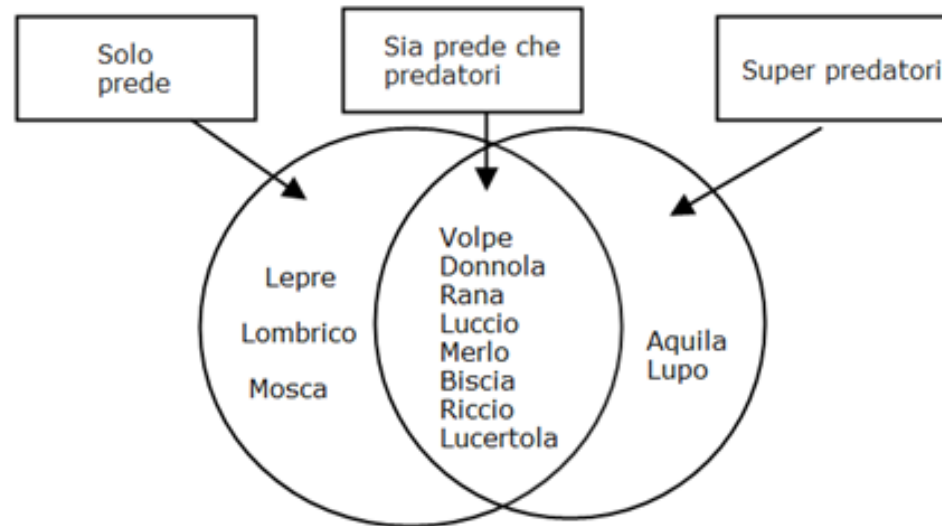 Solo
prede
Sia prede che
predatori
Super predatori
Lepre
Lombrico
Mosca
Volpe
Donnola
Rana
Luccio
Merlo
Biscia
Riccio
Lucertola
Aquila
Lupo